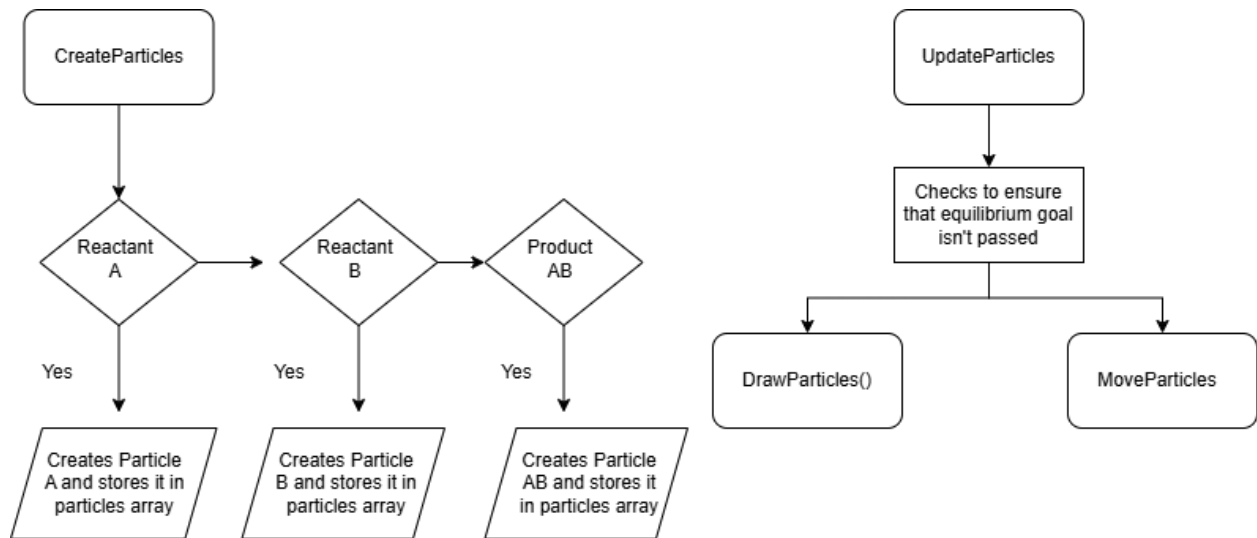 CreateParticles
UpdateParticles
Checks to ensure
that equilibrium goal
isn't passed
Reactant
A
Reactant
B
Product
AB
DrawParticles()
MoveParticles
Yes
Yes
Yes
Creates Particle
A and stores it in
particles array
Creates Particle
B and stores it in
particles array
Creates Particle
AB and stores it
in particles array